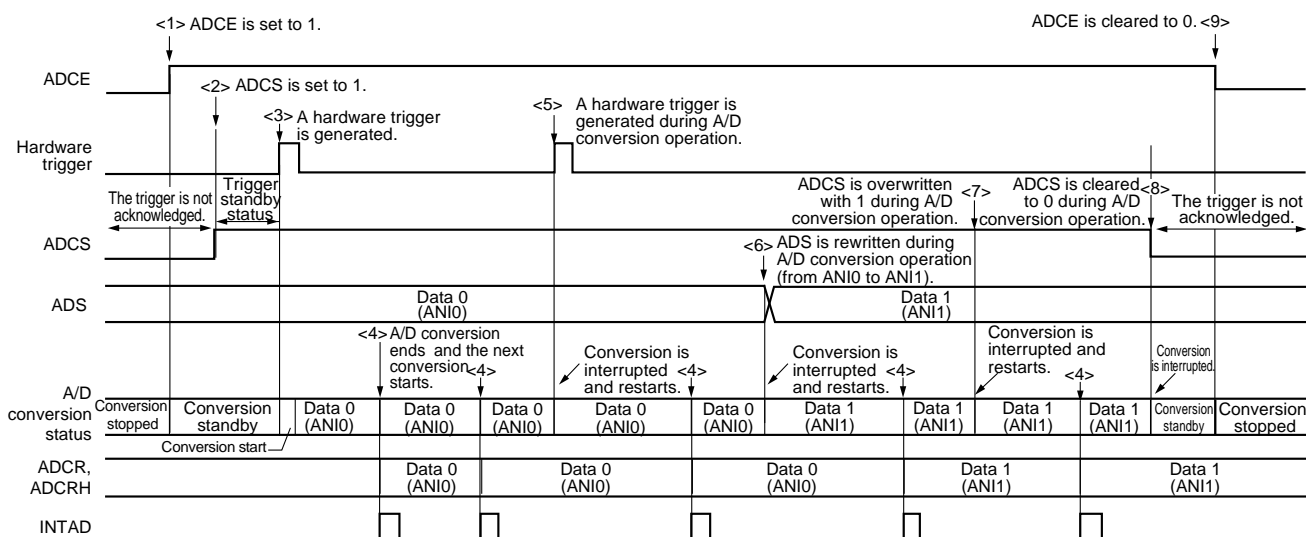 <1> ADCE is set to 1.
ADCE is cleared to 0. <9>
ADCE
<2> ADCS is set to 1.
<3> A hardware trigger
is generated.
<5> A hardware trigger is
generated during A/D
conversion operation.
Hardware
trigger
The trigger is not
acknowledged.
Trigger
standby
status
ADCS is overwritten
with 1 during A/D
conversion operation.
<7>
ADCS is cleared
to 0 during A/D
conversion operation.
<8>
The trigger is not
acknowledged.
ADCS
<6> ADS is rewritten during
A/D conversion operation
(from ANI0 to ANI1).
ADS
Data 0
(ANI0)
Data 1
(ANI1)
<4> A/D conversion
ends and the next
conversion
starts.
<4>
Conversion is
interrupted
and restarts.
<4>
Conversion is
interrupted
and restarts.
<4>
Conversion is
interrupted and
restarts.
<4>
Conversion
is interrupted.
A/D
conversion
status
Conversion
stopped
Conversion
standby
Conversion start
Data 0
(ANI0)
Data 0
(ANI0)
Data 0
(ANI0)
Data 0
(ANI0)
Data 0
(ANI0)
Data 1
(ANI1)
Data 1
(ANI1)
Data 1
(ANI1)
Data 1
(ANI1)
Conversion
standby
Conversion
stopped
ADCR,
ADCRH
Data 0
(ANI0)
Data 0
(ANI0)
Data 0
(ANI0)
Data 1
(ANI1)
Data 1
(ANI1)
INTAD